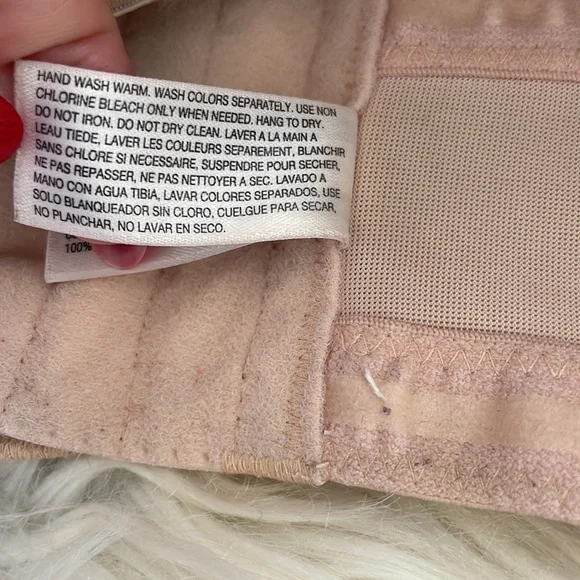 HAND WASH WARM. WASH COLORS SEPARATELY. USE NON
CHLORINE BLEACH ONLY WHEN NEEDED. HANG TO DRY.
DO NOT IRON. DO NOT DRY CLEAN. LAVER A LA MAIN A
LEAU TIEDE, LAVER LES COULEURS SEPAREMENT, BLANCHIR
SANS CHLORE SI NECESSAIRE, SUSPENDRE POUR SECHER,
NE PAS REPASSER, NE PAS NETTOYER A SEC. LAVADO A
MANO CON AGUA TIBIA, LAVAR COLORES SEPARADOS, USE
SOLO BLANQUEADOR SIN CLORO, CUELGUE PARA SECAR,
NO PLANCHAR, NO LAVAR EN SECO.
100%